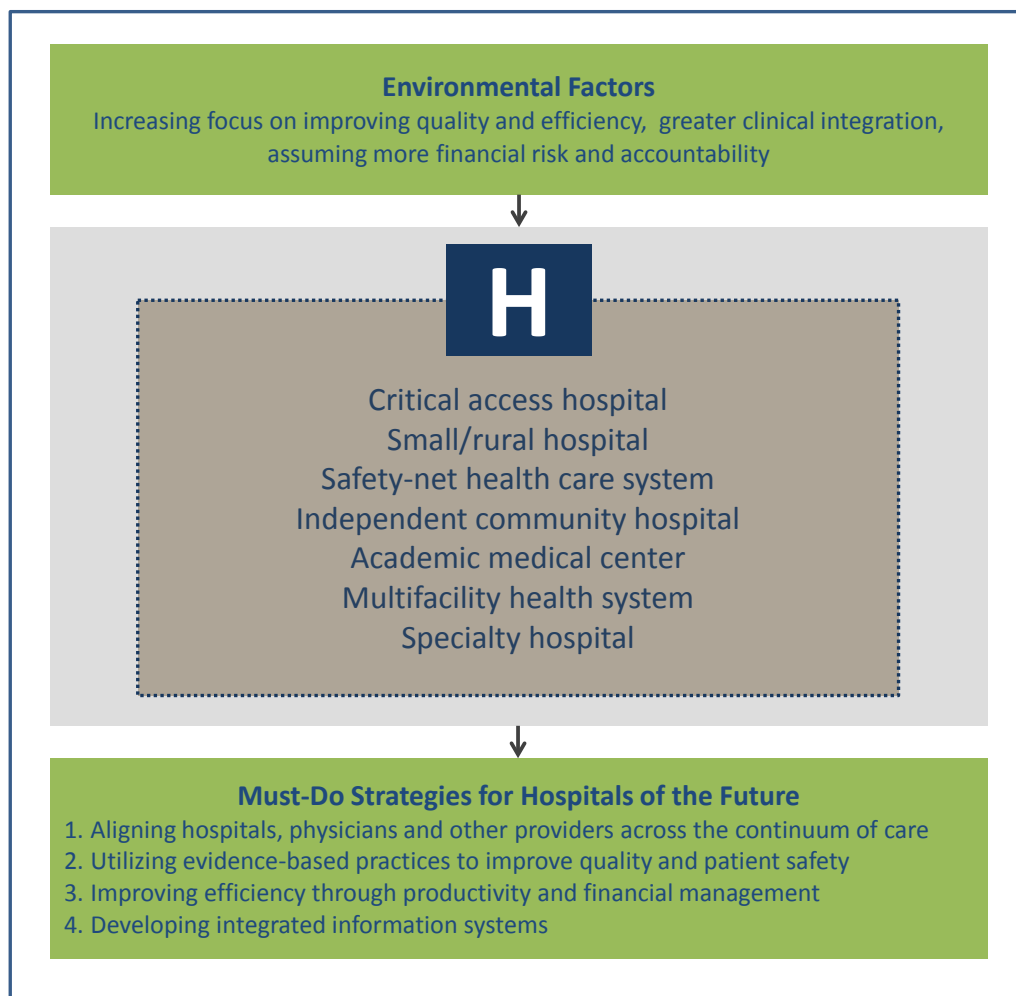 Environmental Factors
Increasing focus on improving quality and efficiency,  greater clinical integration,
assuming more financial risk and accountability
H
Critical access hospital
Small/rural hospital
Safety-net health care system
Independent community hospital
Academic medical center
Multifacility health system
Specialty hospital
Must-Do Strategies for Hospitals of the Future
1. Aligning hospitals, physicians and other providers across the continuum of care
2. Utilizing evidence-based practices to improve quality and patient safety
3. Improving efficiency through productivity and financial management
4. Developing integrated information systems